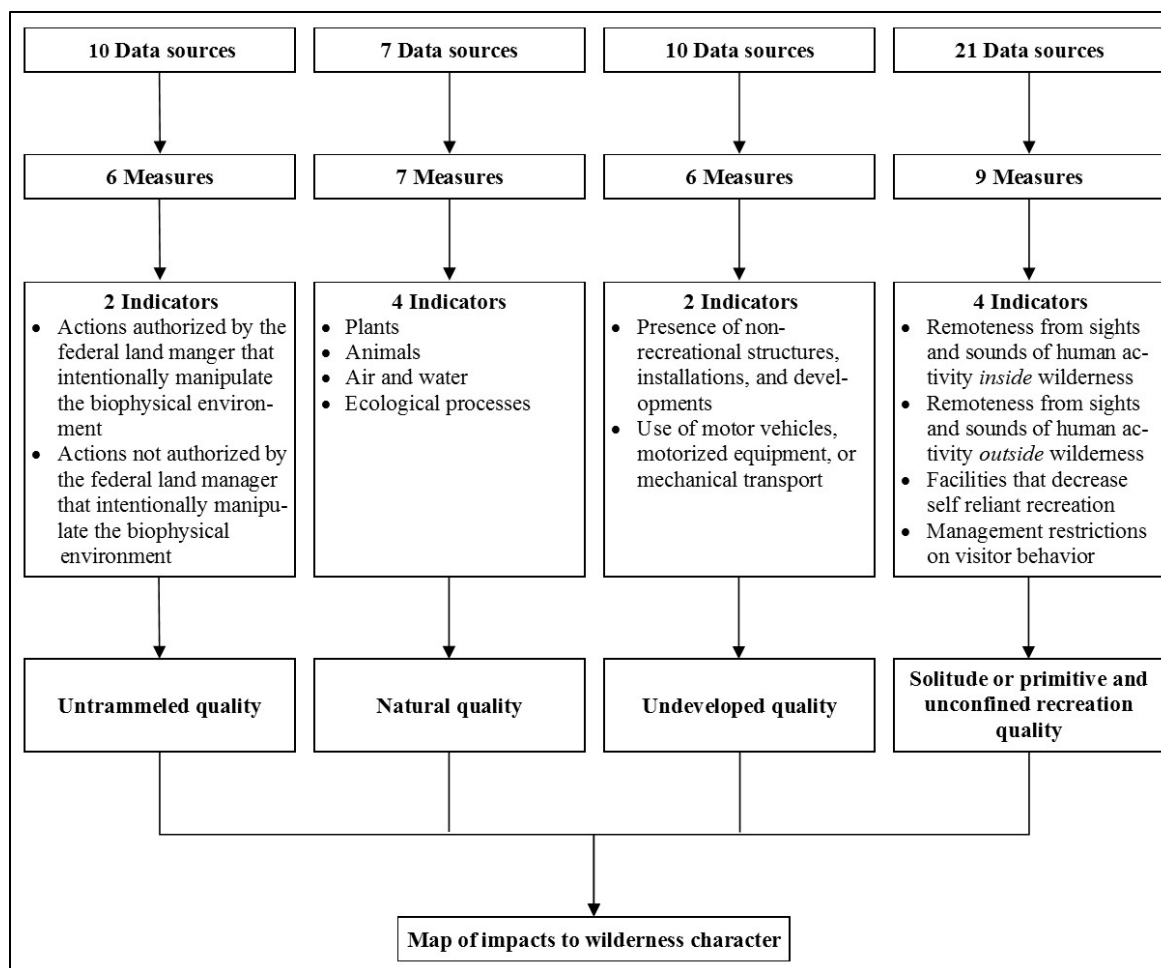 10 Data sources
7 Data sources
10 Data sources
21 Data sources
6 Measures
7 Measures
6 Measures
9 Measures
2 Indicators
• Actions authorized by the
federal land manger that
intentionally manipulate
the biophysical environ-
ment
• Actions not authorized by
the federal land manager
that intentionally manipu-
late the biophysical
environment
4 Indicators
• Plants
• Animals
• Air and water
• Ecological processes
2 Indicators
• Presence of non-
recreational structures,
installations, and devel-
opments
• Use of motor vehicles,
motorized equipment, or
mechanical transport
4 Indicators
• Remoteness from sights
and sounds of human ac-
tivity inside wilderness
• Remoteness from sights
and sounds of human ac-
tivity outside wilderness
• Facilities that decrease
self reliant recreation
• Management restrictions
on visitor behavior
Untrammeled quality
Natural quality
Undeveloped quality
Solitude or primitive and
unconfined recreation
quality
Map of impacts to wilderness character